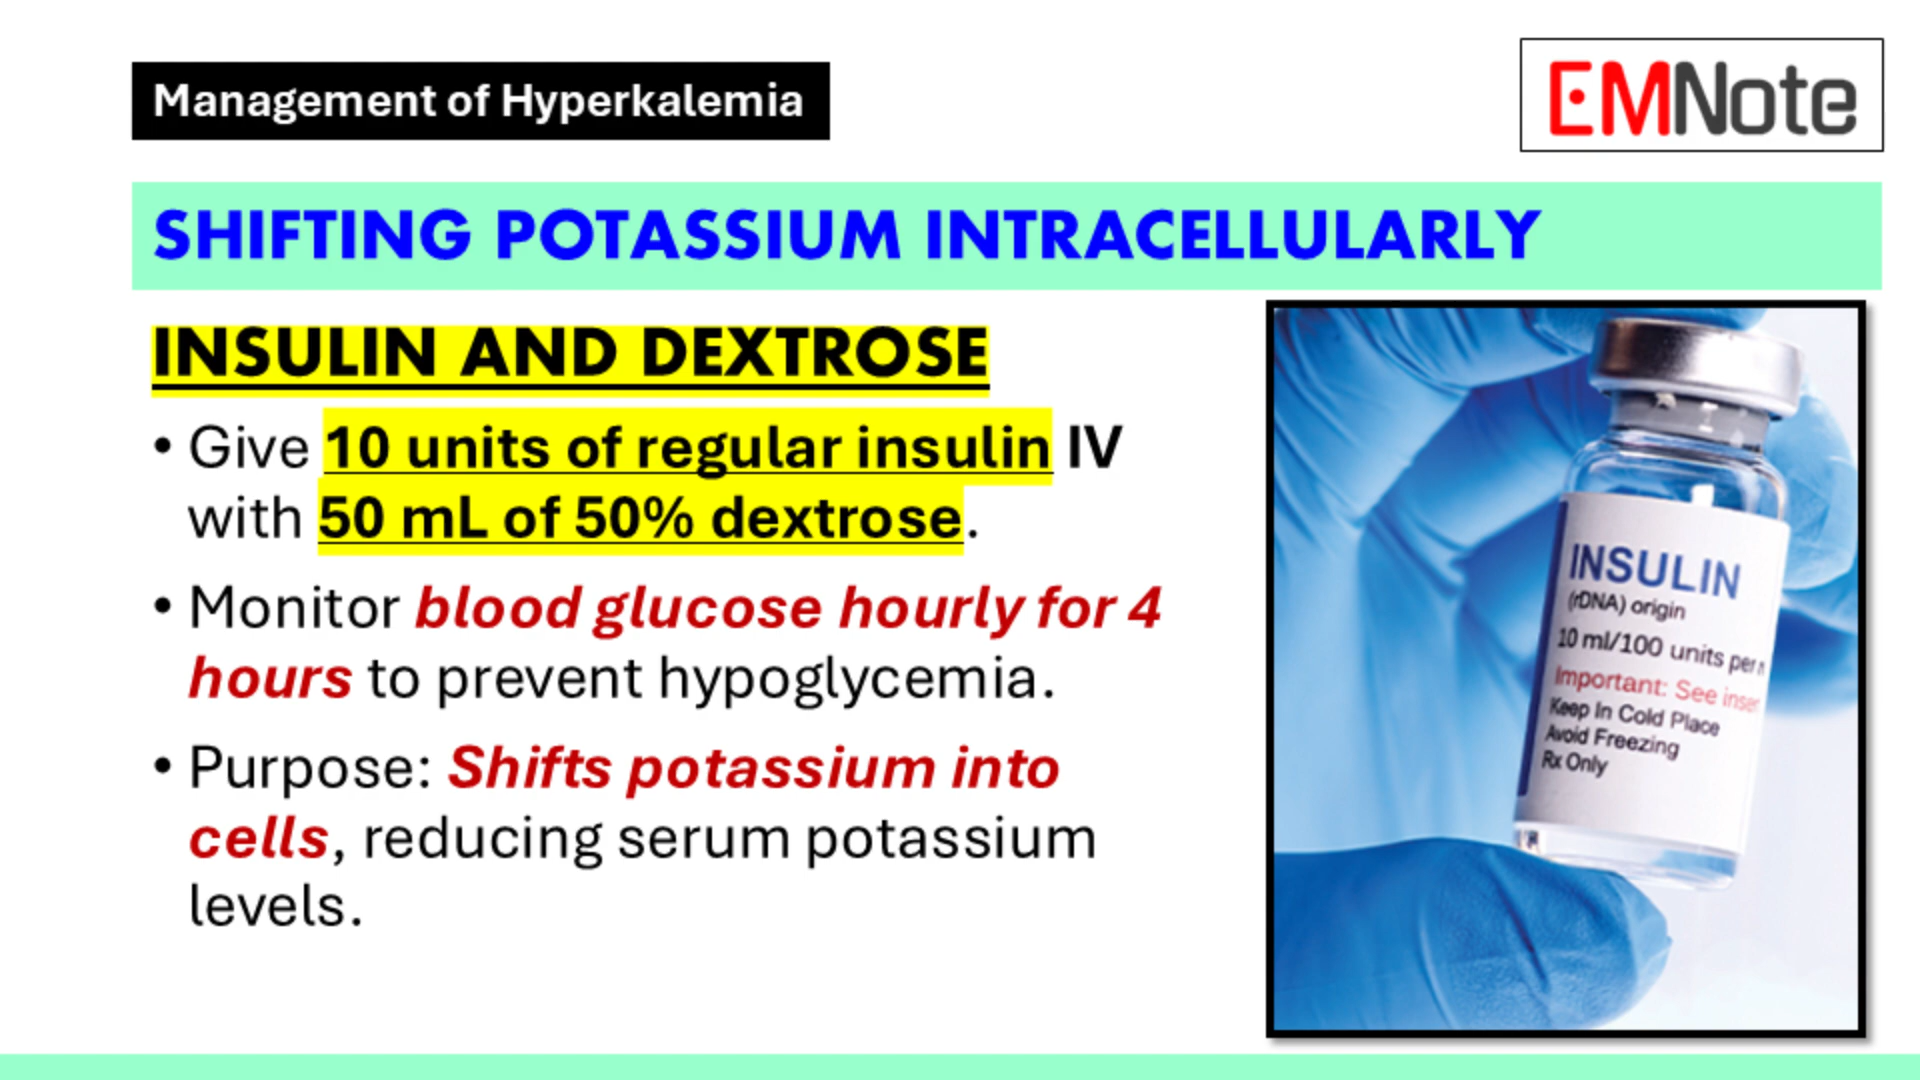 Management of Hyperkalemia
EMNote
SHIFTING POTASSIUM INTRACELLULARLY
INSULIN AND DEXTROSE
• Give 10 units of regular insulin IV
with 50 mL of 50% dextrose.
• Monitor blood glucose hourly for 4
hours to prevent hypoglycemia.
• Purpose: Shifts potassium into
cells, reducing serum potassium
levels.
INSULIN
(rDNA) origin
10 ml/100 units per
Important: See
Keep In Cold Place
Avoid Freezing
Rx Only